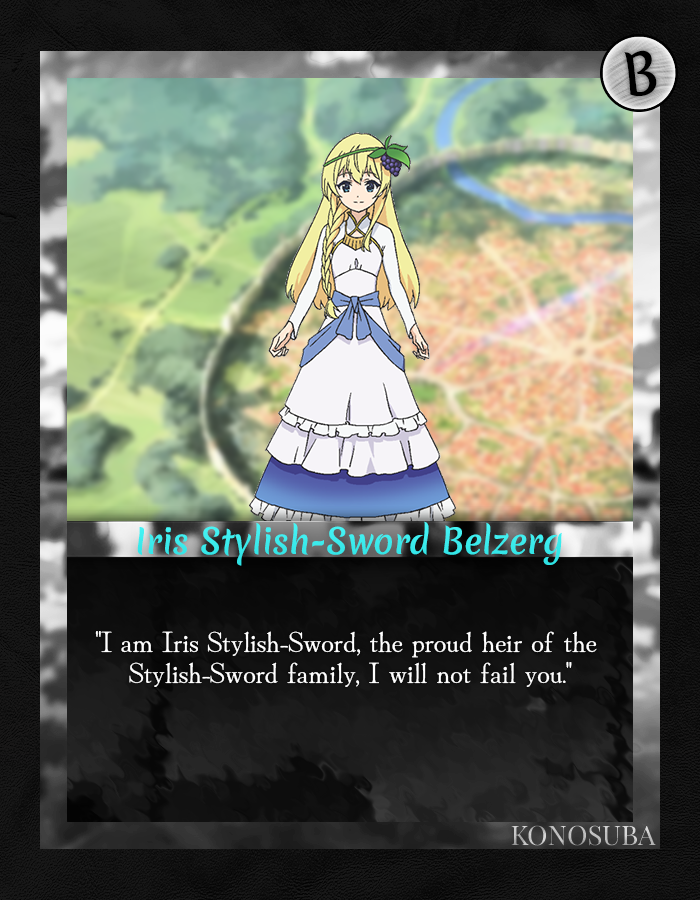 B
Iris Stylish-Sword Belzerg
"I am Iris Stylish-Sword, the proud heir of the
Stylish-Sword family, I will not fail you."
KONOSUBA